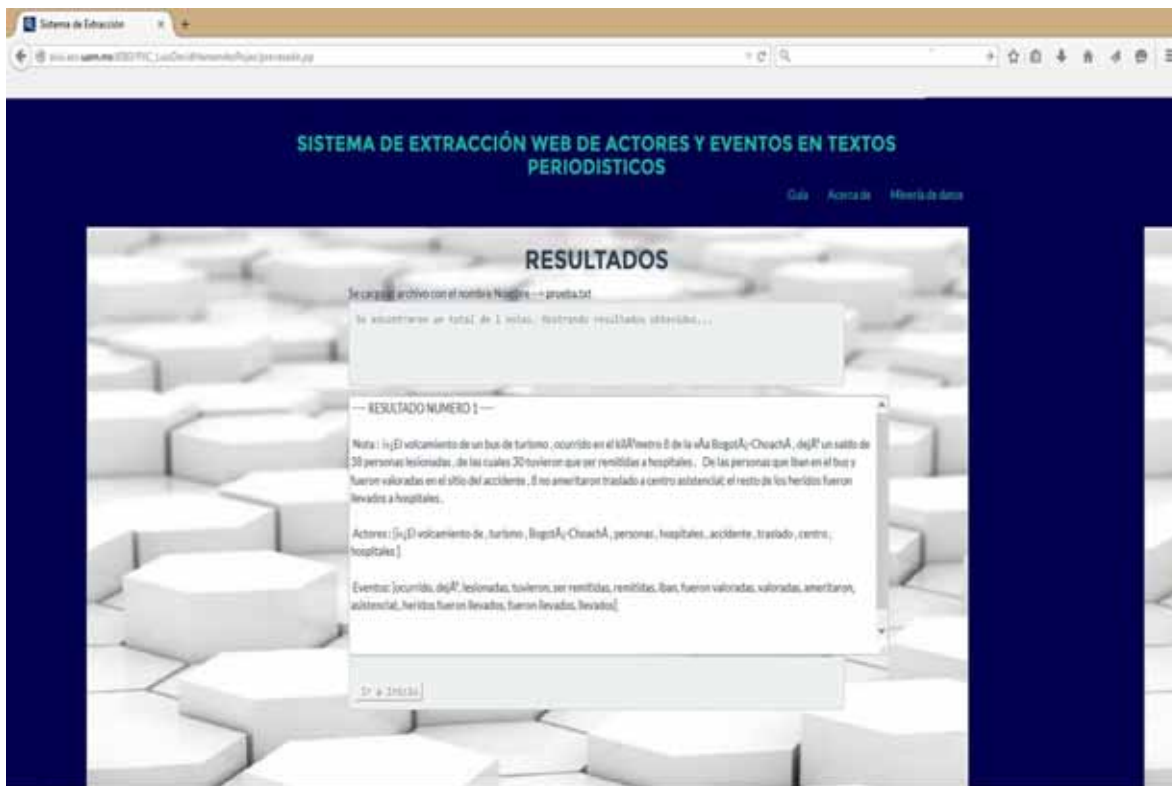 Sistema de Extracción
SISTEMA DE EXTRACCIÓN WEB DE ACTORES Y EVENTOS EN TEXTOS
PERIODISTICOS
Guía Acerca de Minería de datos
RESULTADOS
Se cargo el archivo con el nombre Nombre --> prueba.txt
Se encontraron un total de 1 notas. Mostrando resultados obtenidos...
--- RESULTADO NUMERO 1 ---
Nota : ï»¿El volcamiento de un bus de turismo , ocurrido en el kilÃ³metro 8 de la vÃ­a BogotÃ¡-ChoachÃ­ , dejÃ³ un saldo de
38 personas lesionadas , de las cuales 30 tuvieron que ser remitidas a hospitales . De las personas que iban en el bus y
fueron valoradas en el sitio del accidente , 8 no ameritaron traslado a centro asistencial; el resto de los heridos fueron
llevados a hospitales .
Actores : [ï»¿El volcamiento de , turismo , BogotÃ¡-ChoachÃ­ , personas , hospitales , accidente , traslado , centro ,
hospitales ]
Eventos: [ocurrido, dejÃ³, lesionadas, tuvieron, ser remitidas, remitidas, iban, fueron valoradas, valoradas, ameritaron,
asistencial;, heridos fueron llevados, fueron llevados, llevados]
Ir a Inicio